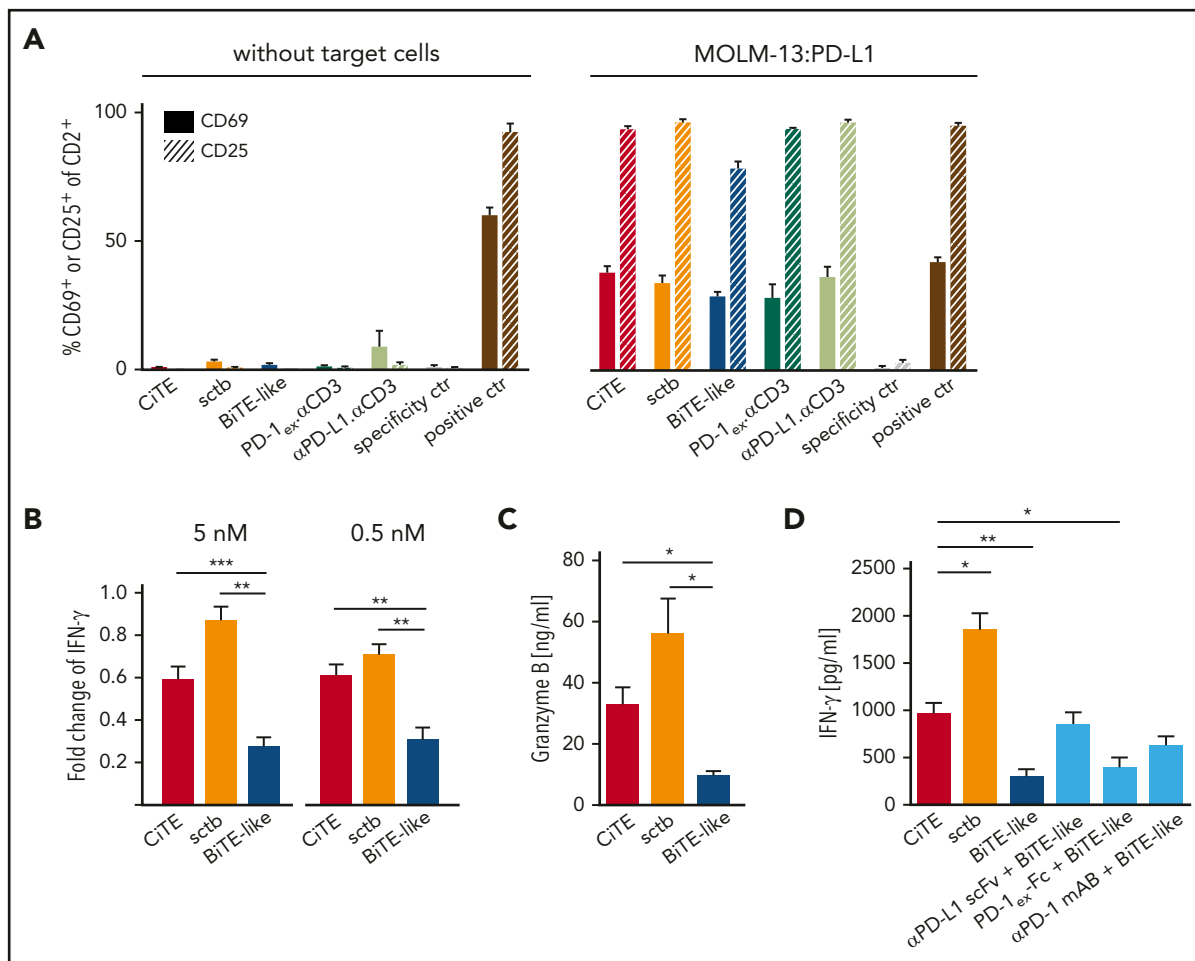 A
without target cells
MOLM-13:PD-L1
% CD69⁺ or CD25⁺ of CD2⁺
100
50
0
CD69
CD25
CiTE
sctb
BiTE-like
PD-1ₑₓ.αCD3
αPD-L1.αCD3
specificity ctr
positive ctr
CiTE
sctb
BiTE-like
PD-1ₑₓ.αCD3
αPD-L1.αCD3
specificity ctr
positive ctr
B
5 nM
0.5 nM
Fold change of IFN-γ
1.0
0.8
0.6
0.4
0.2
***
**
**
**
CiTE
sctb
BiTE-like
CiTE
sctb
BiTE-like
C
Granzyme B [ng/ml]
80
60
40
20
0
*
*
CiTE
sctb
BiTE-like
D
IFN-γ [pg/ml]
2500
2000
1500
1000
500
0
*
**
*
CiTE
sctb
BiTE-like
αPD-L1 scFv + BiTE-like
PD-1ₑₓ-Fc + BiTE-like
αPD-1 mAB + BiTE-like